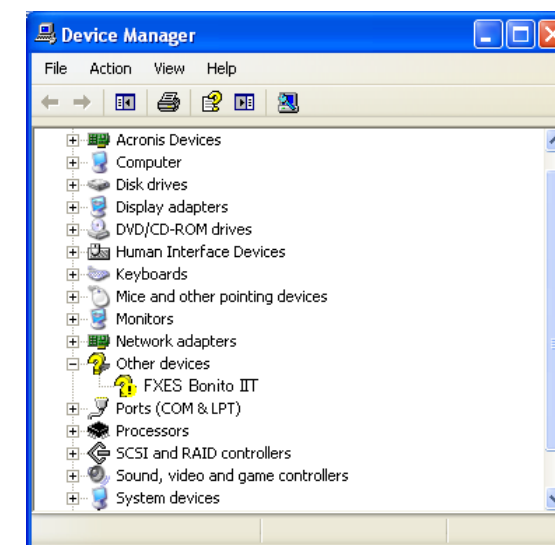 Device Manager
File Action View Help
Acronis Devices
Computer
Disk drives
Display adapters
DVD/CD-ROM drives
Human Interface Devices
Keyboards
Mice and other pointing devices
Monitors
Network adapters
Other devices
FXES Bonito IIT
Ports (COM & LPT)
Processors
SCSI and RAID controllers
Sound, video and game controllers
System devices